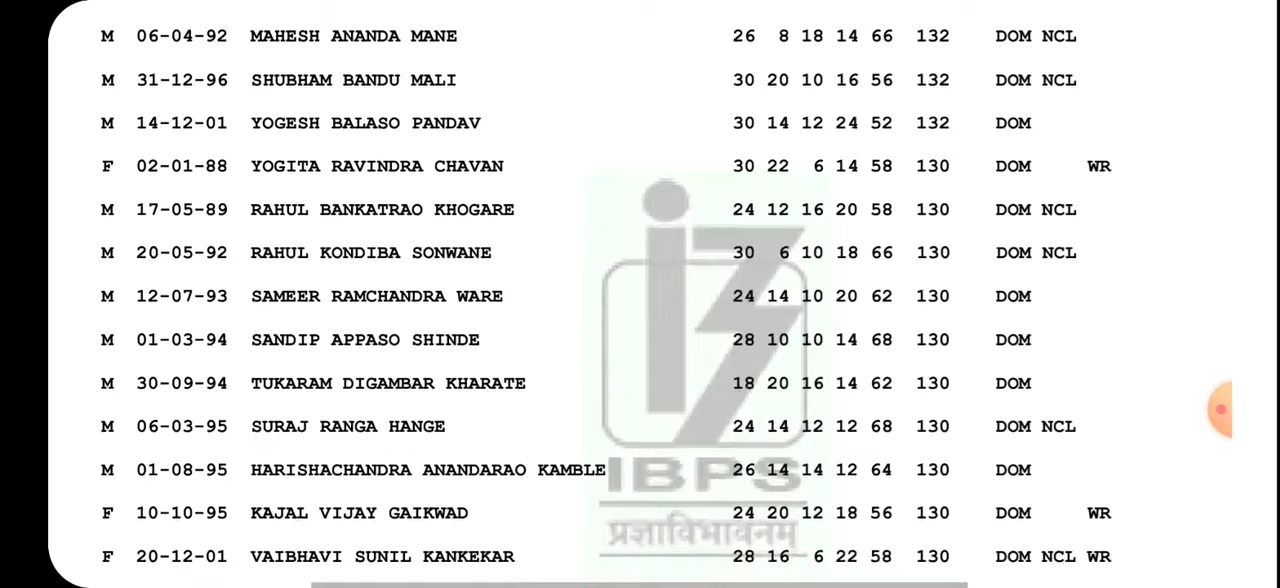 M 06-04-92 MAHESH ANANDA MANE 26 8 18 14 66 132 DOM NCL
M 31-12-96 SHUBHAM BANDU MALI 30 20 10 16 56 132 DOM NCL
M 14-12-01 YOGESH BALASO PANDAV 30 14 12 24 52 132 DOM
F 02-01-88 YOGITA RAVINDRA CHAVAN 30 22 6 14 58 130 DOM WR
M 17-05-89 RAHUL BANKATRAO KHOGARE 24 12 16 20 58 130 DOM NCL
M 20-05-92 RAHUL KONDIBA SONWANE 30 6 10 18 66 130 DOM NCL
M 12-07-93 SAMEER RAMCHANDRA WARE 24 14 10 20 62 130 DOM
M 01-03-94 SANDIP APPASO SHINDE 28 10 10 14 68 130 DOM
M 30-09-94 TUKARAM DIGAMBAR KHARATE 18 20 16 14 62 130 DOM
M 06-03-95 SURAJ RANGA HANGE 24 14 12 12 68 130 DOM NCL
M 01-08-95 HARISHACHANDRA ANANDARAO KAMBLE 26 14 14 12 64 130 DOM
IBPS
F 10-10-95 KAJAL VIJAY GAIKWAD 24 20 12 18 56 130 DOM WR
प्रज्ञाविभावनम्
F 20-12-01 VAIBHAVI SUNIL KANKEKAR 28 16 6 22 58 130 DOM NCL WR